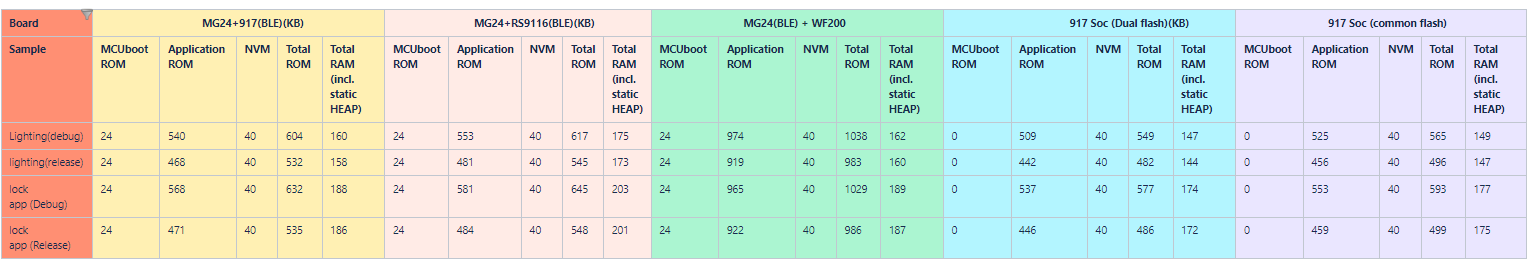 Board MG24+917(BLE)(KB) MG24+RS9116(BLE)(KB) MG24(BLE) + WF200 917 Soc (Dual flash)(KB) 917 Soc (common flash)
Sample MCUboot Application NVM Total Total MCUboot Application NVM Total Total MCUboot Application NVM Total Total MCUboot Application NVM Total Total MCUboot Application NVM Total Total
ROM ROM ROM RAM ROM ROM ROM RAM ROM ROM ROM RAM ROM ROM ROM RAM ROM ROM ROM RAM
(incl. (incl. (incl. (incl. (incl.
static static static static static
HEAP) HEAP) HEAP) HEAP) HEAP)
Lighting(debug) 24 540 40 604 160 24 553 40 617 175 24 974 40 1038 162 0 509 40 549 147 0 525 40 565 149
lighting(release) 24 468 40 532 158 24 481 40 545 173 24 919 40 983 160 0 442 40 482 144 0 456 40 496 147
lock 24 568 40 632 188 24 581 40 645 203 24 965 40 1029 189 0 537 40 577 174 0 553 40 593 177
app (Debug)
lock 24 471 40 535 186 24 484 40 548 201 24 922 40 986 187 0 446 40 486 172 0 459 40 499 175
app (Release)